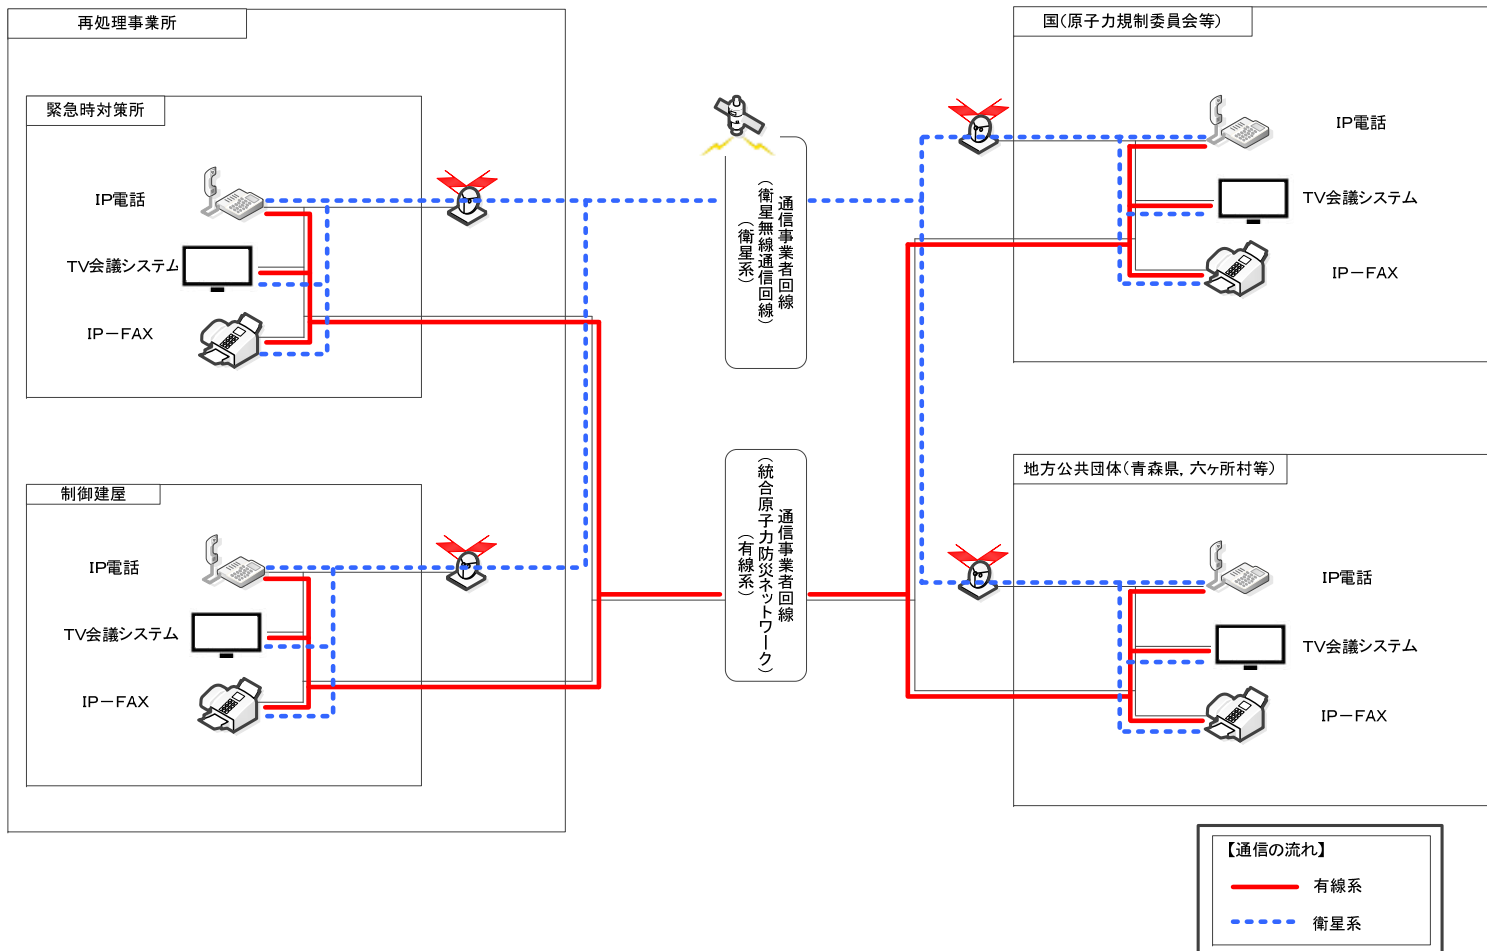 再処理事業所
緊急時対策所
IP電話
TV会議システム
IP－FAX
制御建屋
IP電話
TV会議システム
IP－FAX
通信事業者回線
（衛星無線通信回線）
（衛星系）
通信事業者回線
（統合原子力防災ネットワーク）
（有線系）
国(原子力規制委員会等)
IP電話
TV会議システム
IP－FAX
地方公共団体(青森県，六ヶ所村等)
IP電話
TV会議システム
IP－FAX
【通信の流れ】
有線系
衛星系